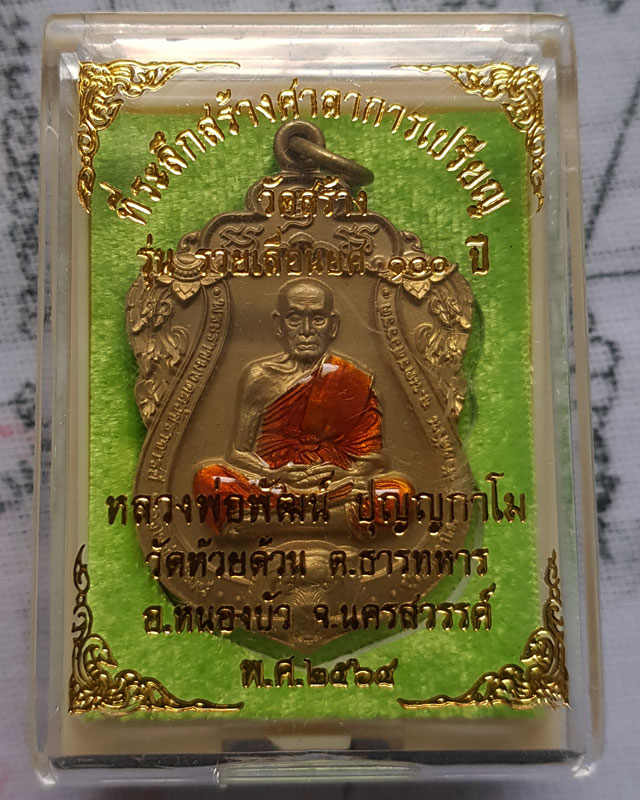 ที่ระลึกสร้างศาลาการเปรียญ
วัดสร้าง
รุ่น รวยเลื่อนยศ ๑๐๐ ปี
หลวงพ่อพัฒน์ ปุญญกาโม
วัดห้วยด้วน ต.ธารทหาร
อ.หนองบัว จ.นครสวรรค์
พ.ศ.๒๕๖๔